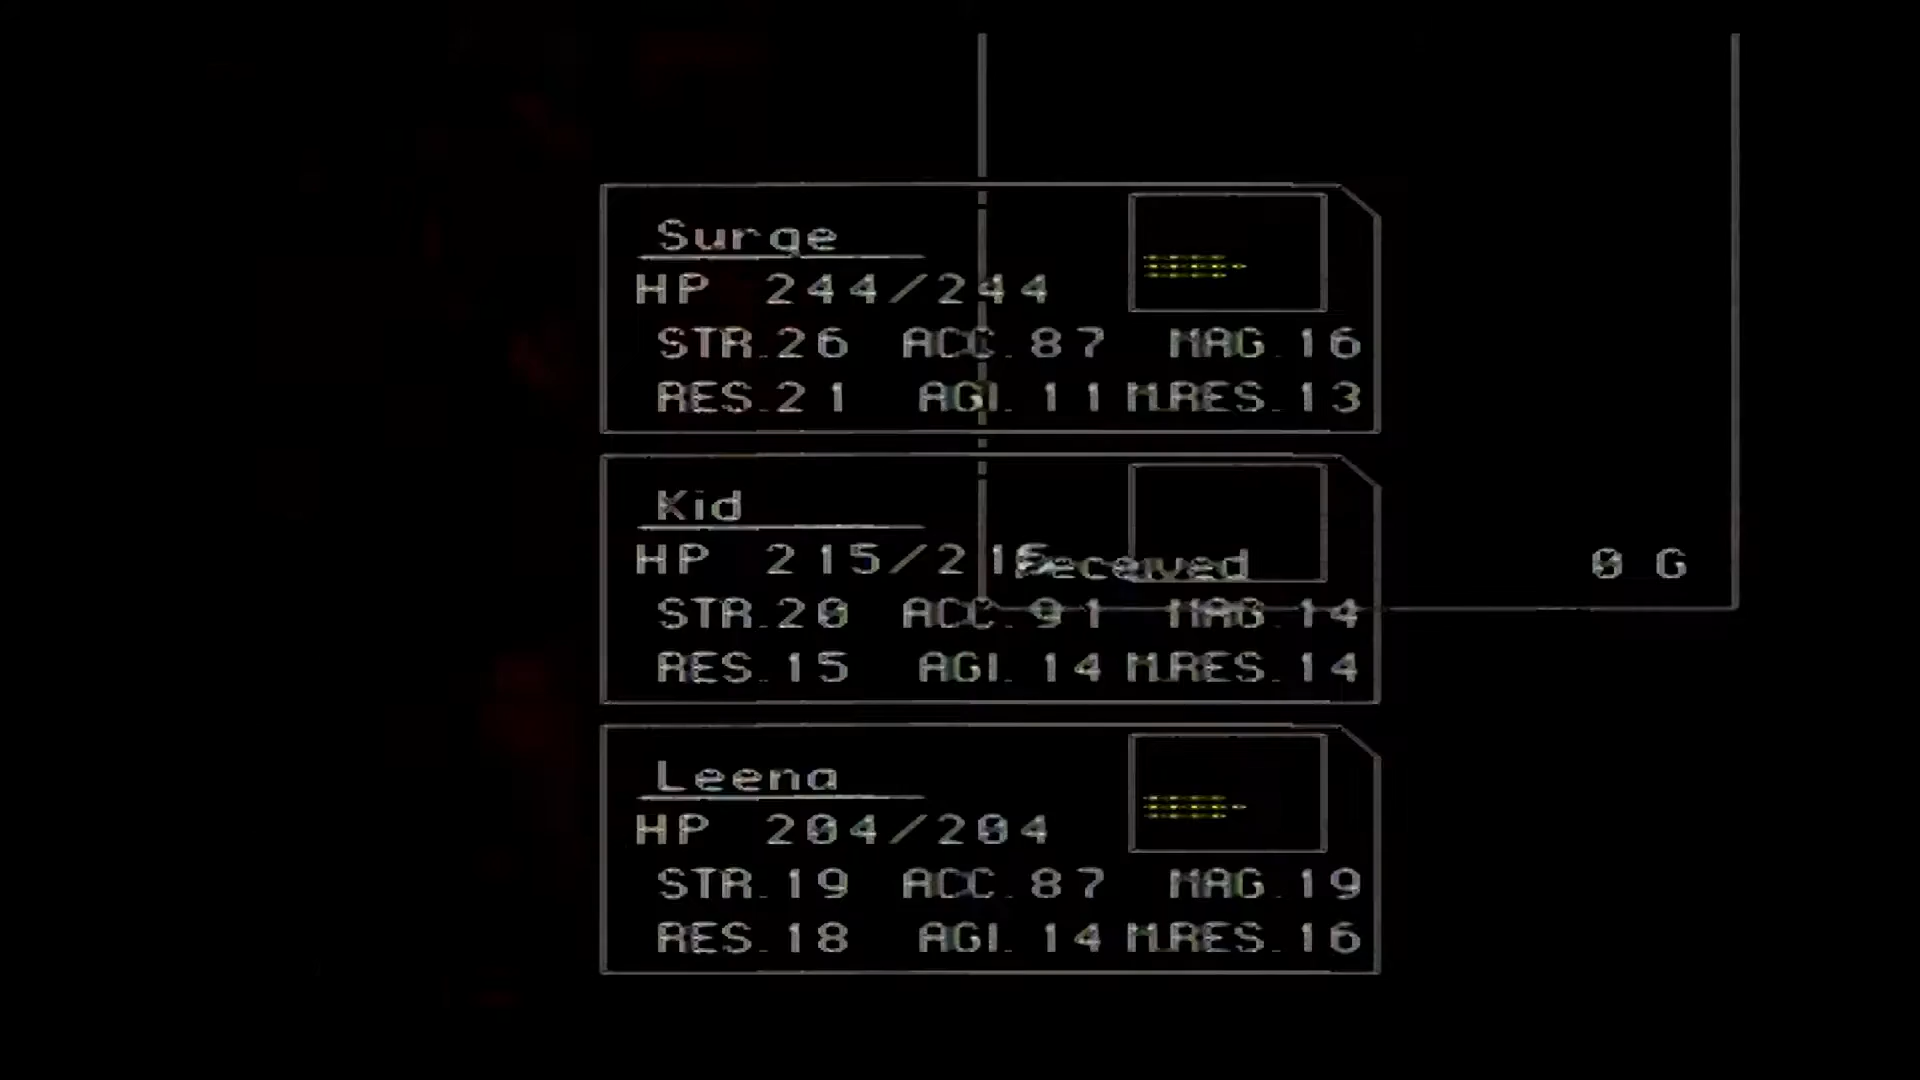 Surge
HP 244/244
STR.26 ACC.87 MAG.16
RES.21 AGI.11 M.RES.13
Kid
HP 215/215
Received 0 G
STR.20 ACC.91 MAG.14
RES.15 AGI.14 M.RES.14
Leena
HP 204/204
STR.19 ACC.87 MAG.19
RES.18 AGI.14 M.RES.16